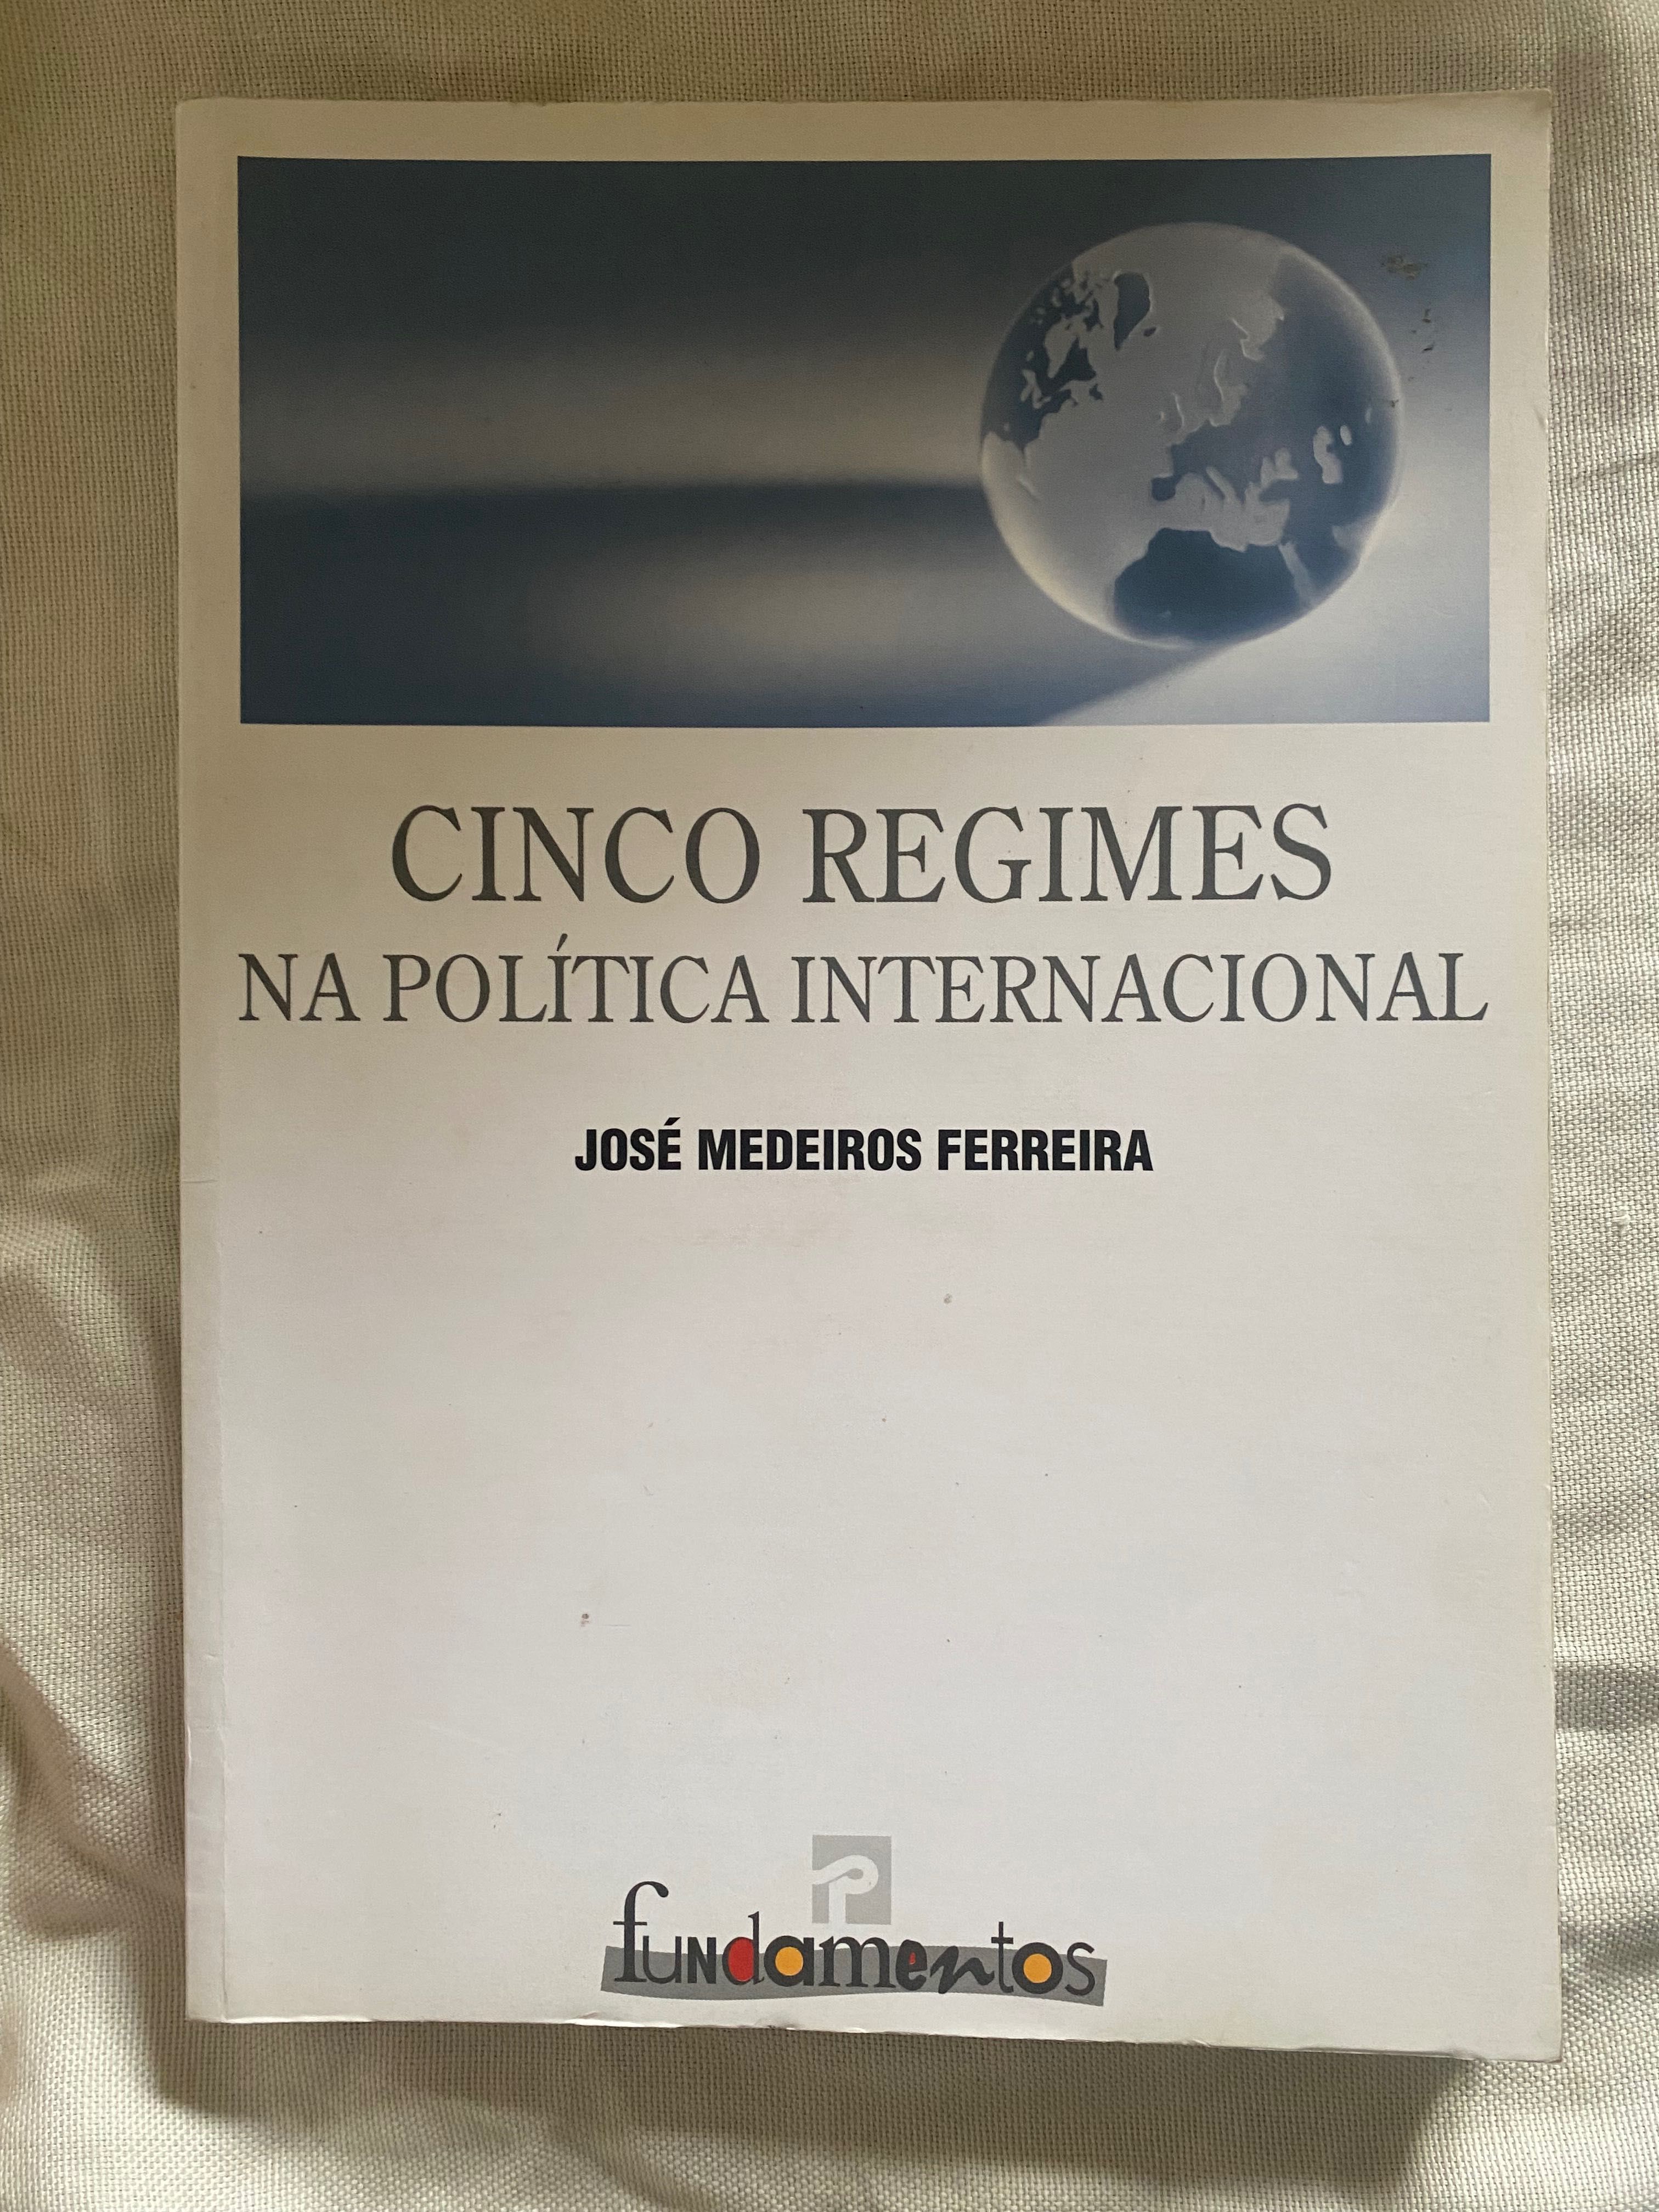 CINCO REGIMES
NA POLÍTICA INTERNACIONAL
JOSÉ MEDEIROS FERREIRA
P
fundamentos